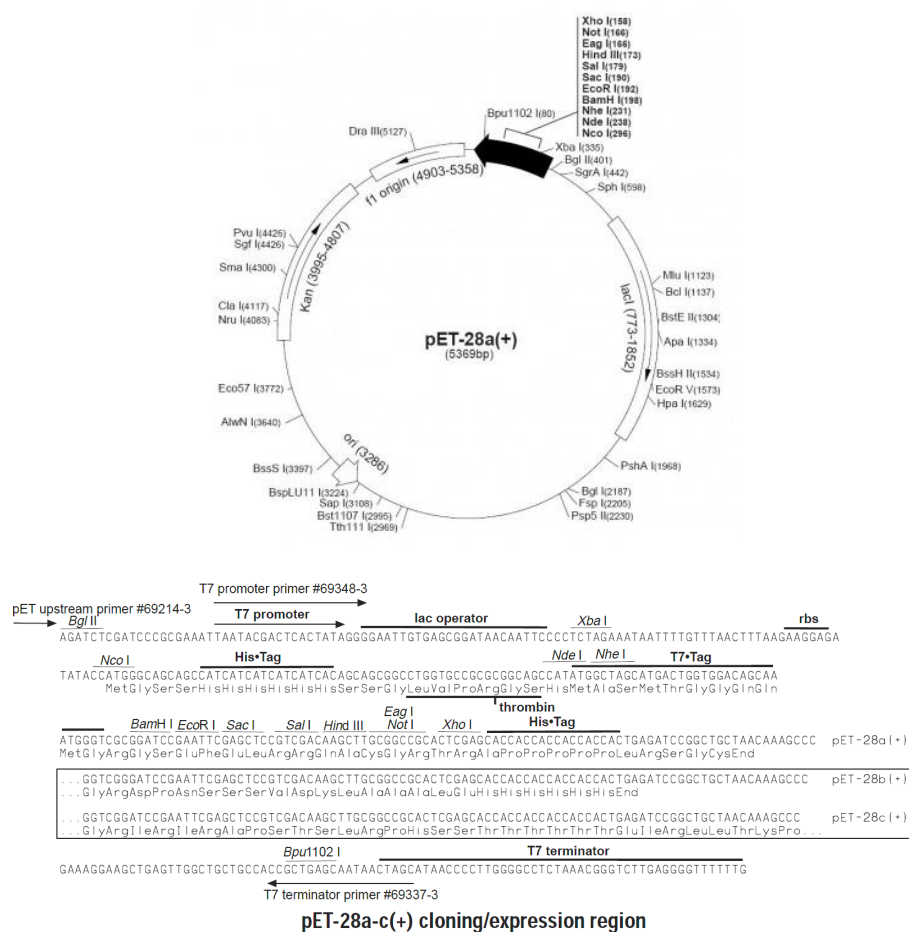 Xho I(158)
Not I(166)
Eag I(166)
Hind III(173)
Sal I(179)
Sac I(190)
EcoR I(192)
BamH I(198)
Nhe I(231)
Nde I(238)
Nco I(296)
Bpu1102 I(80)
Dra III(5127)
Xba I(335)
Bgl II(401)
SgrA I(442)
Sph I(598)
f1 origin (4903-5358)
Pvu I(4426)
Sgf I(4426)
Sma I(4300)
Kan (3995-4807)
Cla I(4117)
Nru I(4083)
Mlu I(1123)
Bcl I(1137)
lacI (773-1852)
BstE II(1304)
Apa I(1334)
pET-28a(+)
(5369bp)
BssH II(1534)
EcoR V(1573)
Hpa I(1629)
Eco57 I(3772)
AlwN I(3640)
ori (3286)
BssS I(3397)
PshA I(1968)
BspLU11 I(3224)
Sap I(3108)
Bst1107 I(2995)
Tth111 I(2969)
Bgl I(2187)
Fsp I(2205)
Psp5 II(2230)
T7 promoter primer #69348-3
pET upstream primer #69214-3
Bgl II T7 promoter lac operator Xba I rbs
AGATCTCGATCCCGCGAAATTAATACGACTCACTATAGGGGAATTGTGAGCGGATAACAATTCCCCTCTAGAAATAATTTTGTTTAACTTTAAGAAGGAGA
Nco I His•Tag Nde I Nhe I T7•Tag
TATACCATGGGCAGCAGCCATCATCATCATCATCACAGCAGCGGCCTGGTGCCGCGCGGCAGCCATATGGCTAGCATGACTGGTGGACAGCAA
MetGlySerSerHisHisHisHisHisHisSerSerGlyLeuValProArgGlySerHisMetAlaSerMetThrGlyGlyGlnGln
thrombin
BamH I EcoR I Sac I Sal I Hind III Eag I Not I Xho I His•Tag
ATGGGTCGCGGATCCGAATTCGAGCTCCGTCGACAAGCTTGCGGCCGCACTCGAGCACCACCACCACCACCACTGAGATCCGGCTGCTAACAAAGCCC pET-28a(+)
MetGlyArgGlySerGluPheGluLeuArgArgGlnAlaCysGlyArgThrArgAlaProProProProProProLeuArgSerGlyCysEnd
...GGTCGGGATCCGAATTCGAGCTCCGTCGACAAGCTTGCGGCCGCACTCGAGCACCACCACCACCACCACTGAGATCCGGCTGCTAACAAAGCCC pET-28b(+)
...GlyArgAspProAsnSerSerSerValAspLysLeuAlaAlaAlaLeuGluHisHisHisHisHisHisEnd
...GGTCGGATCCGAATTCGAGCTCCGTCGACAAGCTTGCGGCCGCACTCGAGCACCACCACCACCACCACTGAGATCCGGCTGCTAACAAAGCCC pET-28c(+)
...GlyArgIleArgIleArgAlaProSerThrSerLeuArgProHisSerSerThrThrThrThrThrThrGluIleArgLeuLeuThrLysPro...
Bpu1102 I T7 terminator
GAAAGGAAGCTGAGTTGGCTGCTGCCACCGCTGAGCAATAACTAGCATAACCCCTTGGGGCCTCTAAACGGGTCTTGAGGGGTTTTTTG
T7 terminator primer #69337-3
pET-28a-c(+) cloning/expression region